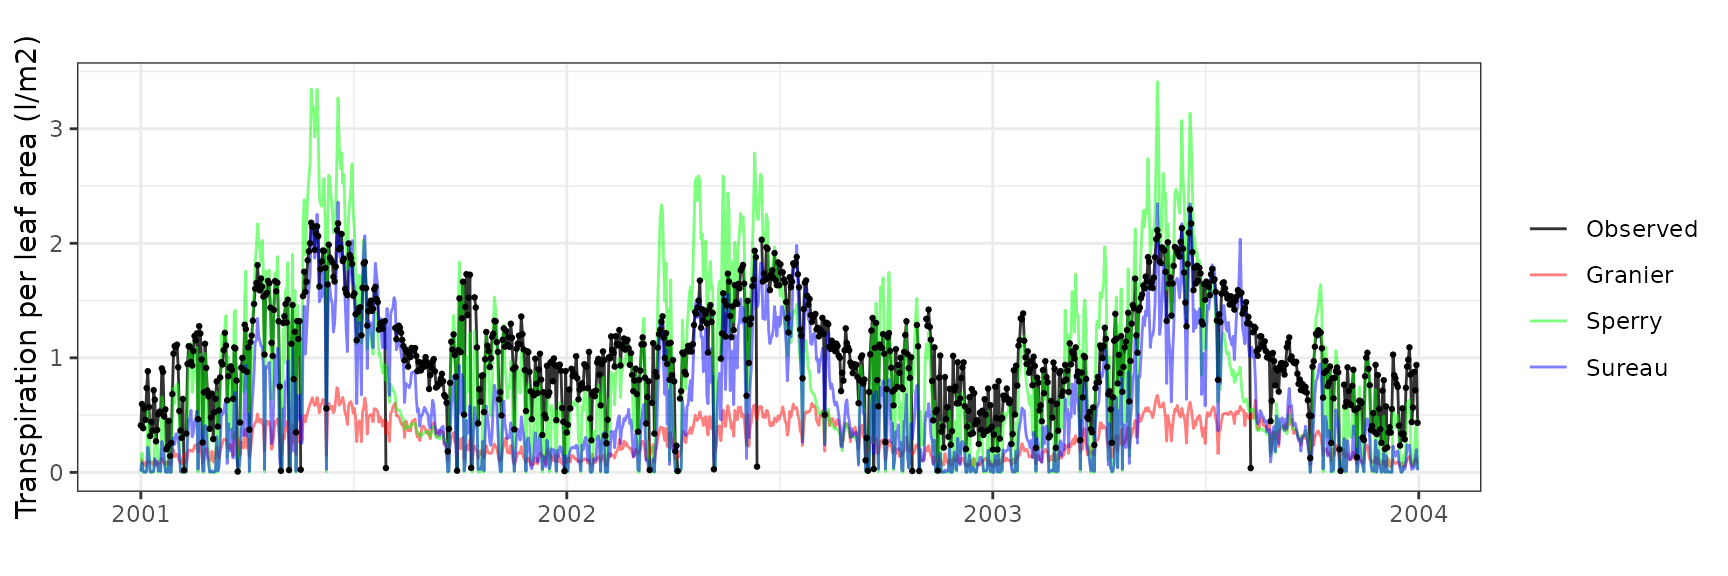 Transpiration per leaf area (l/m2)
3
2
1
0
2001
2002
2003
2004
Observed
Granier
Sperry
Sureau